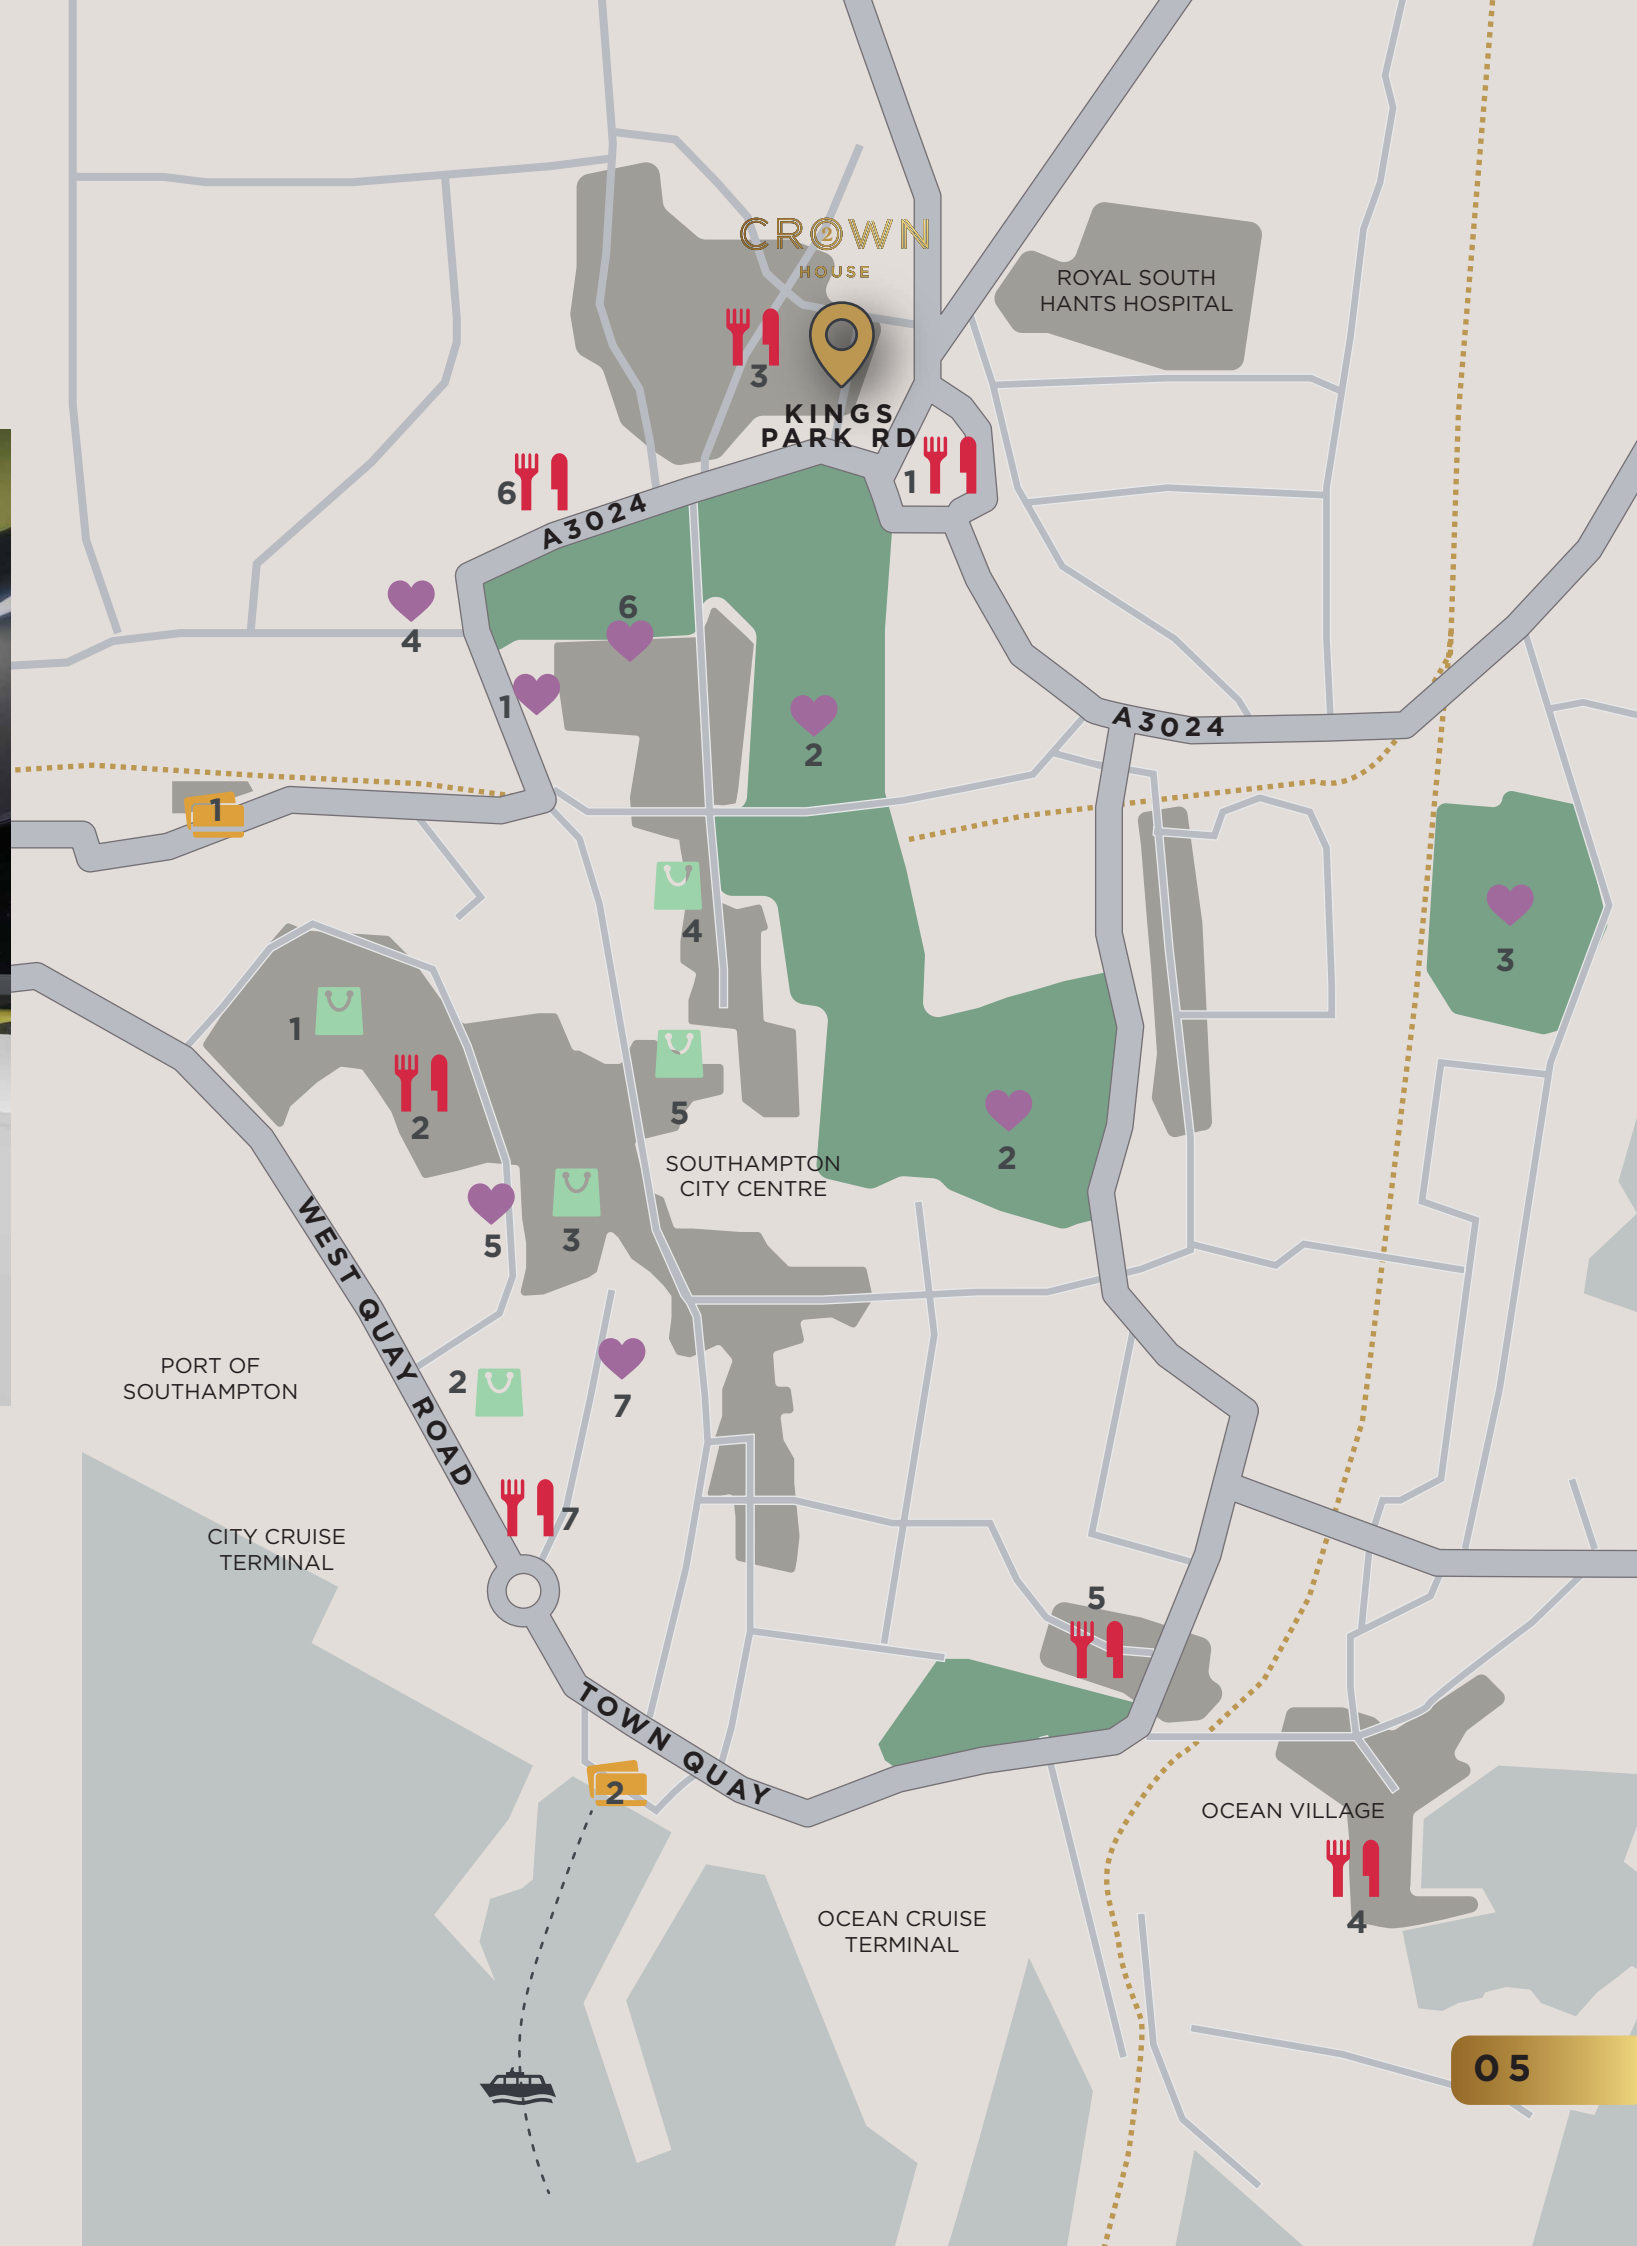 CROWN
2
HOUSE
ROYAL SOUTH
HANTS HOSPITAL
3
KINGS
PARK RD
1
6
A3024
4
6
1
2
A3024
1
4
3
1
2
5
2
SOUTHAMPTON
CITY CENTRE
5
3
WEST QUAY ROAD
PORT OF
SOUTHAMPTON
2
7
7
CITY CRUISE
TERMINAL
5
TOWN QUAY
2
OCEAN VILLAGE
4
OCEAN CRUISE
TERMINAL
05